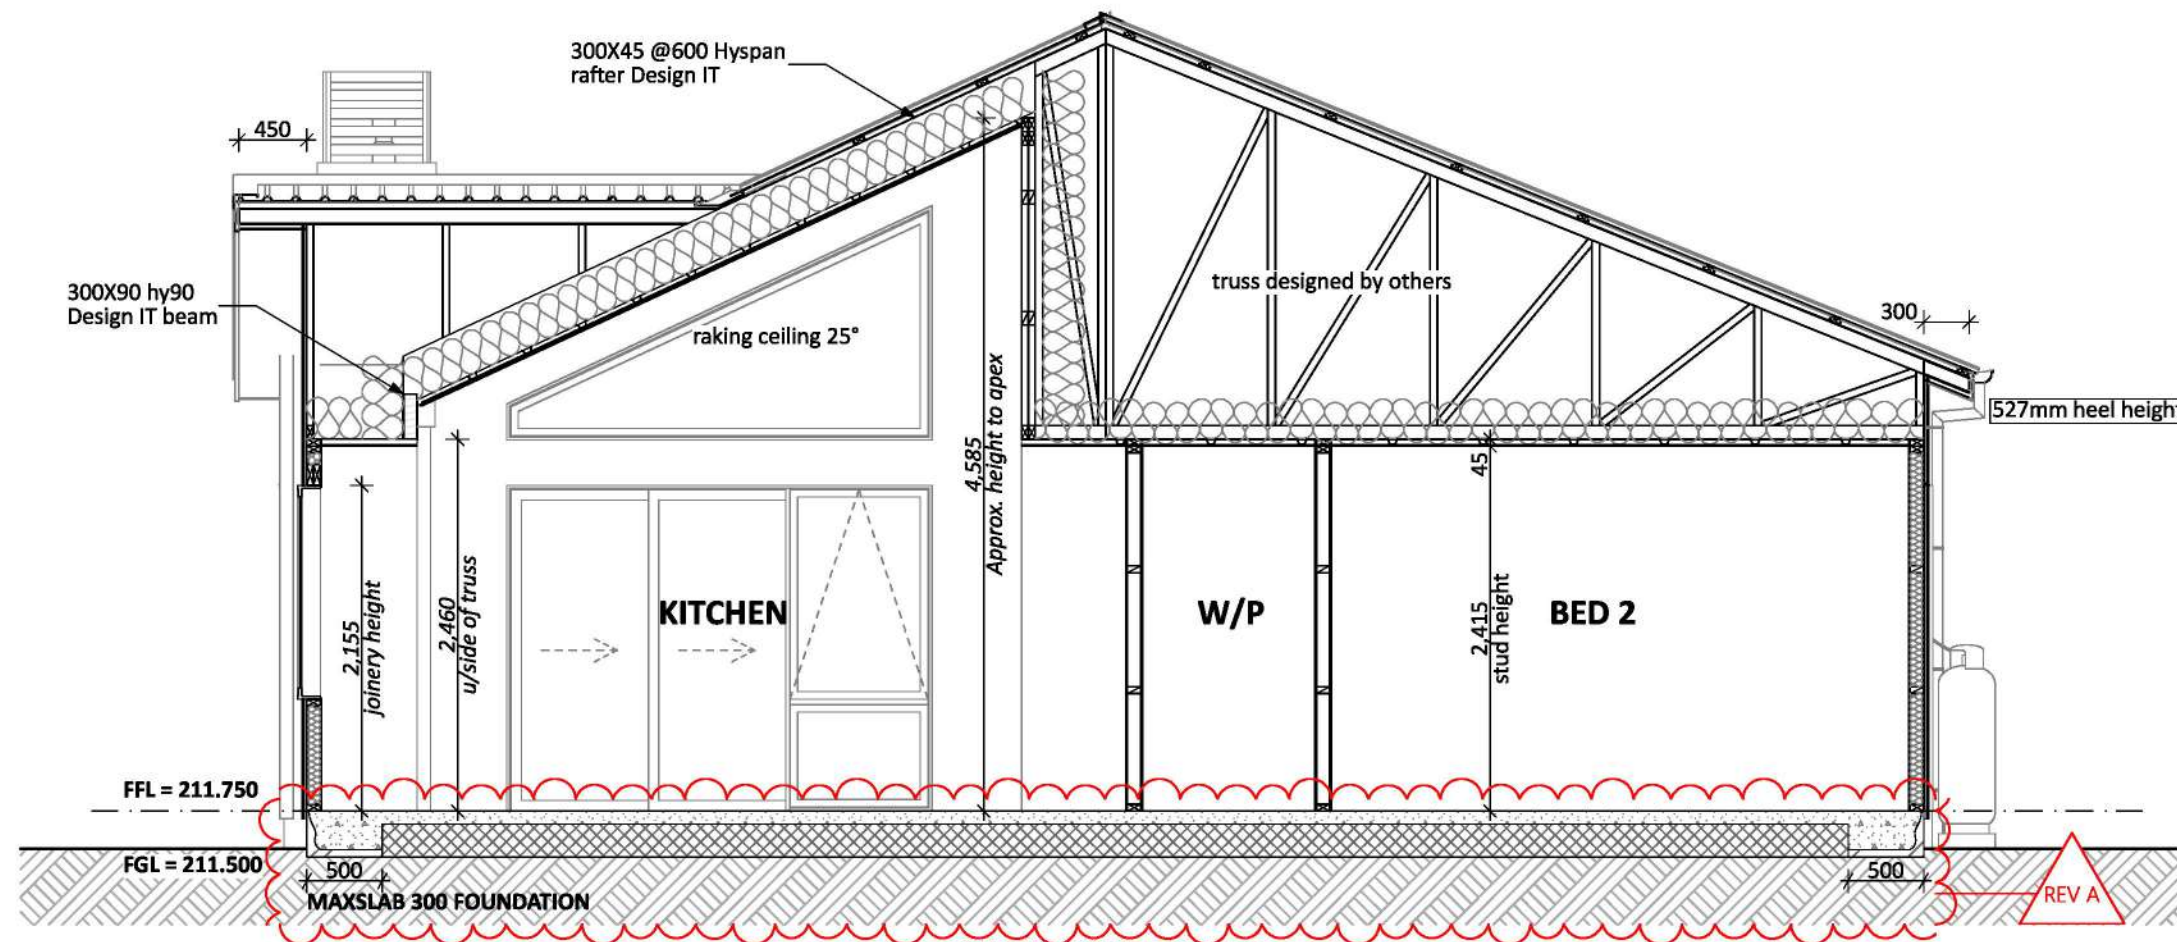 300X45 @600 Hyspan
rafter Design IT
450
300X90 hy90
Design IT beam
raking ceiling 25°
truss designed by others
300
527mm heel height
4,585
Approx. height to apex
45
2,155
joinery height
2,460
u/side of truss
KITCHEN
W/P
2,415
stud height
BED 2
FFL = 211.750
FGL = 211.500
500
500
MAXSLAB 300 FOUNDATION
REV A